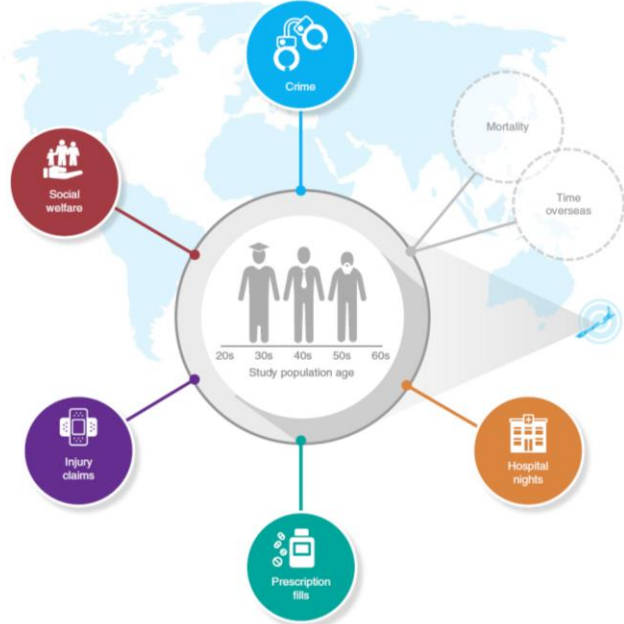 Crime
Mortality
Social
welfare
Time
overseas
20s 30s 40s 50s 60s
Study population age
Injury
claims
Hospital
nights
Prescription
fills